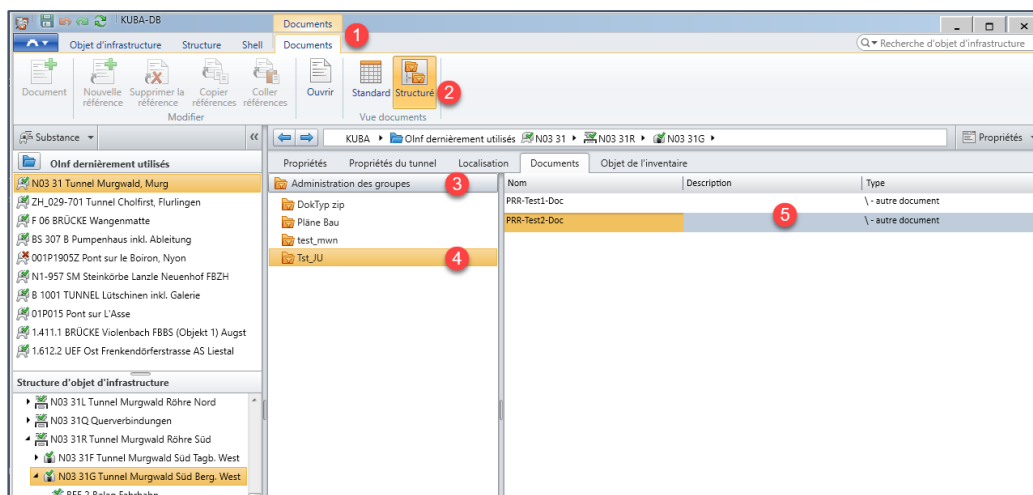 KUBA-DB
Documents
Objet d'infrastructure Structure Shell Documents
1
Recherche d'objet d'infrastructure
Document
Nouvelle référence
Supprimer la référence
Copier références
Coller références
Ouvrir
Standard
Structuré
2
Modifier
Vue documents
Substance
KUBA OInf dernièrement utilisés N03 31 N03 31R N03 31G
Propriétés
OInf dernièrement utilisés
N03 31 Tunnel Murgwald, Murg
ZH_029-701 Tunnel Cholfirst, Flurlingen
F 06 BRÜCKE Wangenmatte
BS 307 B Pumpenhaus inkl. Ableitung
001P1905Z Pont sur le Boiron, Nyon
N1-957 SM Steinkörbe Lanzle Neuenhof FBZH
B 1001 TUNNEL Lütschinen inkl. Galerie
01P015 Pont sur L'Asse
1.411.1 BRÜCKE Violenbach FBBS (Objekt 1) Augst
1.612.2 UEF Ost Frenkendörferstrasse AS Liestal
Structure d'objet d'infrastructure
N03 31L Tunnel Murgwald Röhre Nord
N03 31Q Querverbindungen
N03 31R Tunnel Murgwald Röhre Süd
N03 31F Tunnel Murgwald Süd Tagb. West
N03 31G Tunnel Murgwald Süd Berg. West
Propriétés Propriétés du tunnel Localisation Documents Objet de l'inventaire
Administration des groupes
3
DokTyp zip
Pläne Bau
test_mwn
Tst_JU
4
Nom Description Type
PRR-Test1-Doc \ - autre document
PRR-Test2-Doc \ - autre document
5